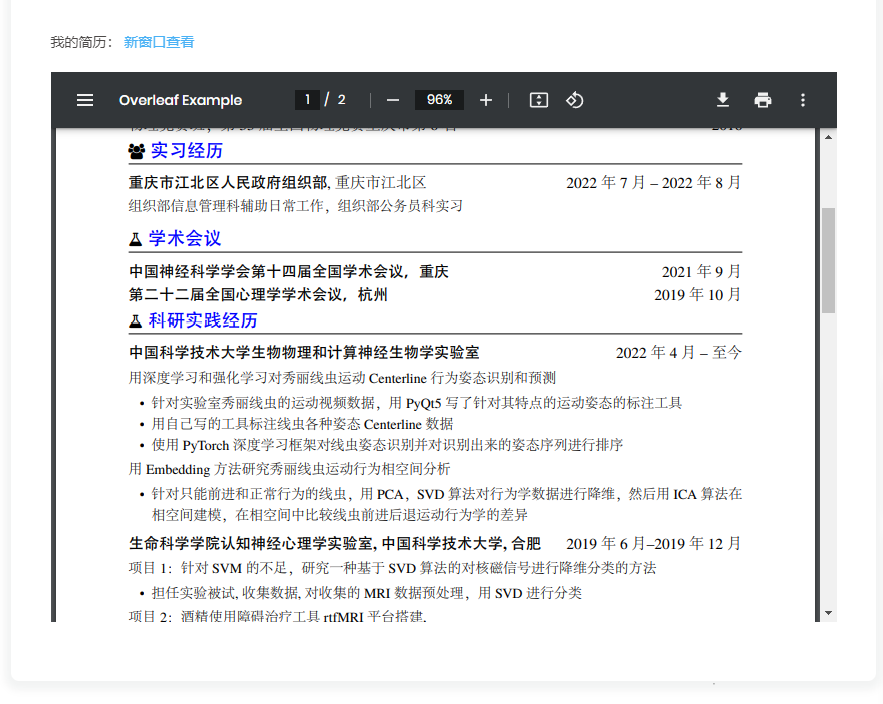 我的简历： 新窗口查看
Overleaf Example 1 / 2 96%
实习经历
重庆市江北区人民政府组织部, 重庆市江北区 2022 年 7 月 – 2022 年 8 月
组织部信息管理科辅助日常工作，组织部公务员科实习
学术会议
中国神经科学学会第十四届全国学术会议，重庆 2021 年 9 月
第二十二届全国心理学学术会议，杭州 2019 年 10 月
科研实践经历
中国科学技术大学生物物理和计算神经生物学实验室 2022 年 4 月 – 至今
用深度学习和强化学习对秀丽线虫运动 Centerline 行为姿态识别和预测
• 针对实验室秀丽线虫的运动视频数据，用 PyQt5 写了针对其特点的运动姿态的标注工具
• 用自己写的工具标注线虫各种姿态 Centerline 数据
• 使用 PyTorch 深度学习框架对线虫姿态识别并对识别出来的姿态序列进行排序
用 Embedding 方法研究秀丽线虫运动行为相空间分析
• 针对只能前进和正常行为的线虫，用 PCA，SVD 算法对行为学数据进行降维，然后用 ICA 算法在
相空间建模，在相空间中比较线虫前进后退运动行为学的差异
生命科学学院认知神经心理学实验室, 中国科学技术大学, 合肥 2019 年 6 月–2019 年 12 月
项目 1：针对 SVM 的不足，研究一种基于 SVD 算法的对核磁信号进行降维分类的方法
• 担任实验被试, 收集数据, 对收集的 MRI 数据预处理，用 SVD 进行分类
项目 2：酒精使用障碍治疗工具 rtfMRI 平台搭建.